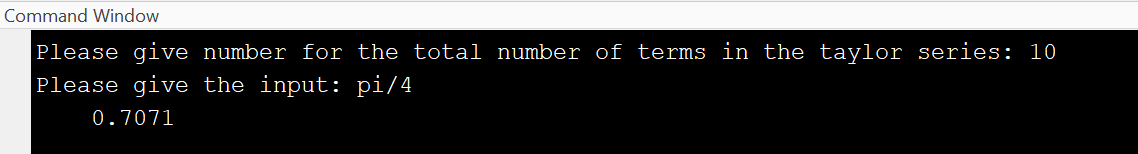 Command Window
Please give number for the total number of terms in the taylor series: 10
Please give the input: pi/4
0.7071